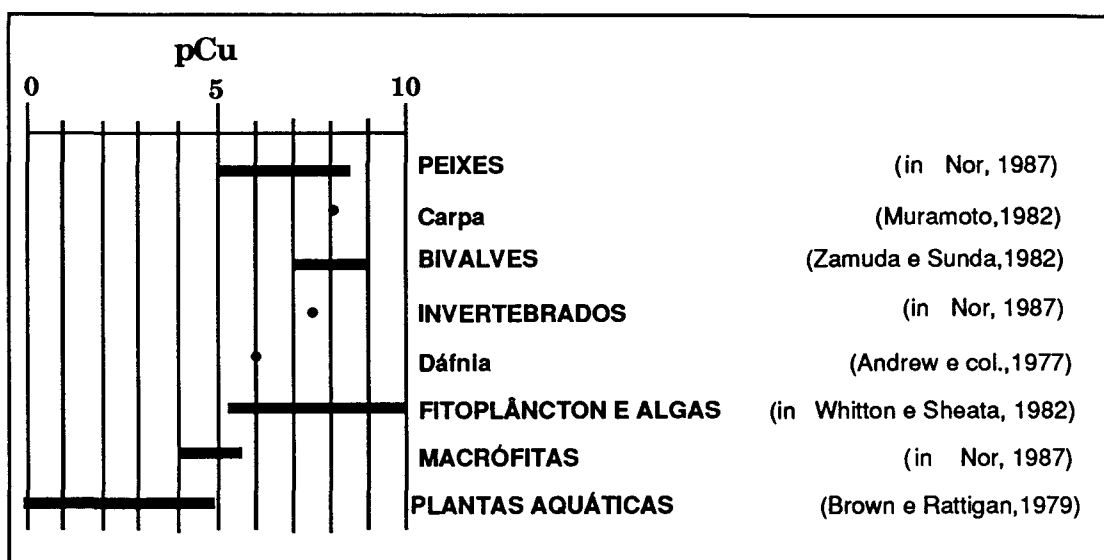 pCu
0 5 10
PEIXES (in Nor, 1987)
Carpa (Muramoto,1982)
BIVALVES (Zamuda e Sunda,1982)
INVERTEBRADOS (in Nor, 1987)
Dáfnia (Andrew e col.,1977)
FITOPLÂNCTON E ALGAS (in Whitton e Sheata, 1982)
MACRÓFITAS (in Nor, 1987)
PLANTAS AQUÁTICAS (Brown e Rattigan,1979)